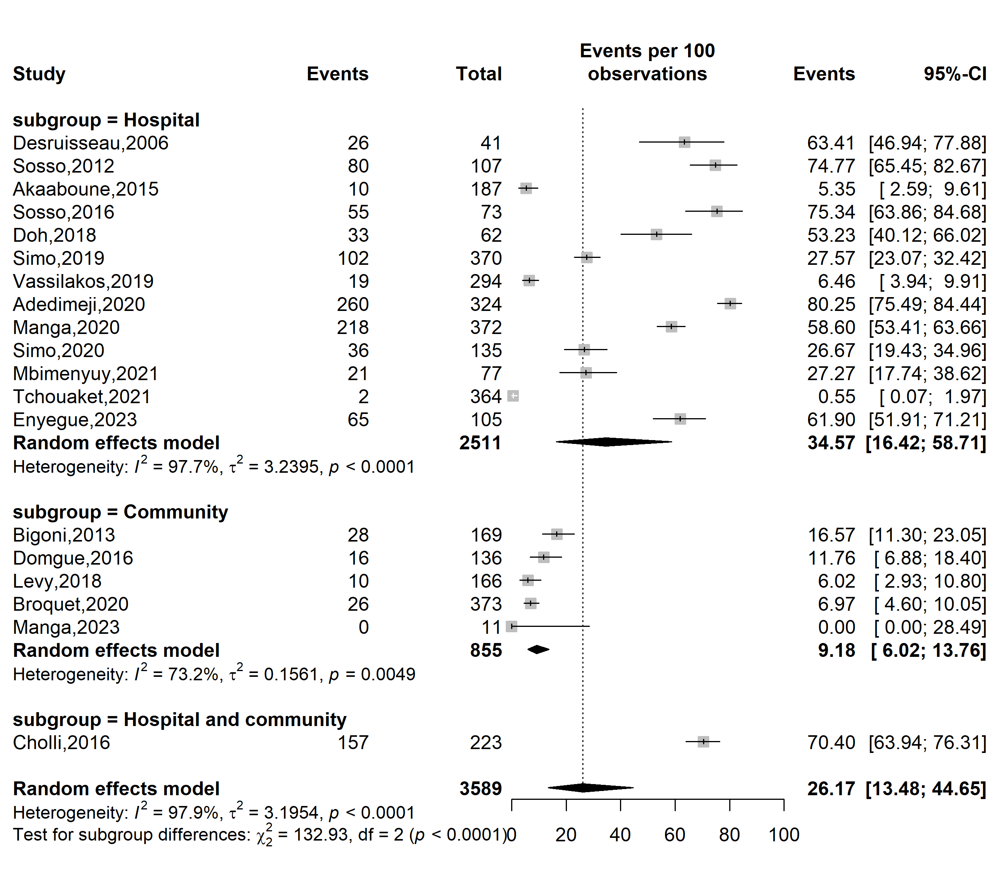 Events per 100
Study Events Total observations Events 95%-CI
subgroup = Hospital
Desruisseau,2006 26 41 63.41 [46.94; 77.88]
Sosso,2012 80 107 74.77 [65.45; 82.67]
Akaaboune,2015 10 187 5.35 [ 2.59; 9.61]
Sosso,2016 55 73 75.34 [63.86; 84.68]
Doh,2018 33 62 53.23 [40.12; 66.02]
Simo,2019 102 370 27.57 [23.07; 32.42]
Vassilakos,2019 19 294 6.46 [ 3.94; 9.91]
Adedimeji,2020 260 324 80.25 [75.49; 84.44]
Manga,2020 218 372 58.60 [53.41; 63.66]
Simo,2020 36 135 26.67 [19.43; 34.96]
Mbimenyuy,2021 21 77 27.27 [17.74; 38.62]
Tchouaket,2021 2 364 0.55 [ 0.07; 1.97]
Enyegue,2023 65 105 61.90 [51.91; 71.21]
Random effects model 2511 34.57 [16.42; 58.71]
Heterogeneity: I² = 97.7%, τ² = 3.2395, p < 0.0001
subgroup = Community
Bigoni,2013 28 169 16.57 [11.30; 23.05]
Domgue,2016 16 136 11.76 [ 6.88; 18.40]
Levy,2018 10 166 6.02 [ 2.93; 10.80]
Broquet,2020 26 373 6.97 [ 4.60; 10.05]
Manga,2023 0 11 0.00 [ 0.00; 28.49]
Random effects model 855 9.18 [ 6.02; 13.76]
Heterogeneity: I² = 73.2%, τ² = 0.1561, p = 0.0049
subgroup = Hospital and community
Cholli,2016 157 223 70.40 [63.94; 76.31]
Random effects model 3589 26.17 [13.48; 44.65]
Heterogeneity: I² = 97.9%, τ² = 3.1954, p < 0.0001
Test for subgroup differences: χ²₂ = 132.93, df = 2 (p < 0.0001)
0 20 40 60 80 100